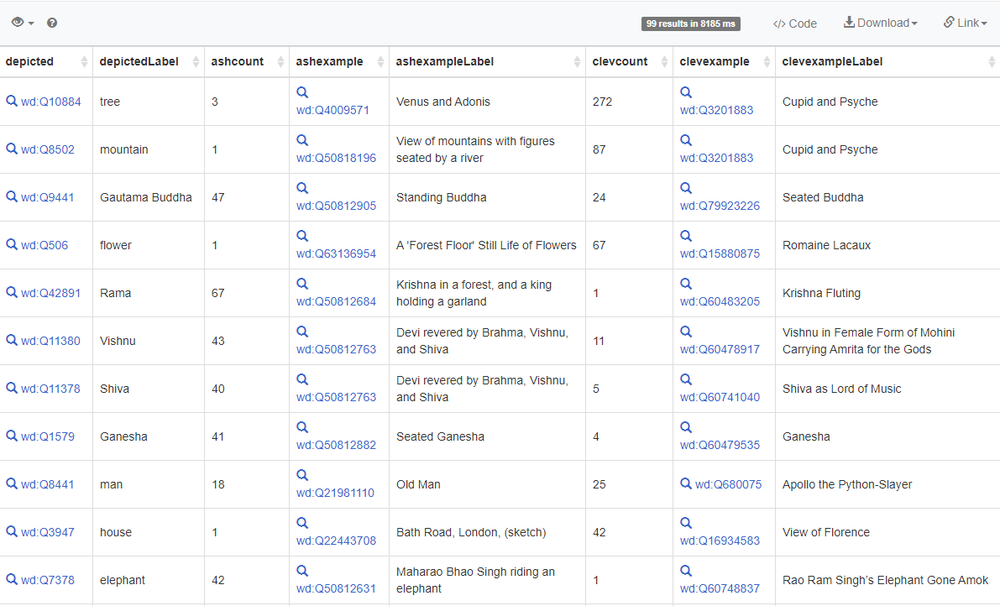 99 results in 8185 ms </> Code Download Link
depicted depictedLabel ashcount ashexample ashexampleLabel clevcount clevexample clevexampleLabel
wd:Q10884 tree 3 wd:Q4009571 Venus and Adonis 272 wd:Q3201883 Cupid and Psyche
wd:Q8502 mountain 1 wd:Q50818196 View of mountains with figures
seated by a river 87 wd:Q3201883 Cupid and Psyche
wd:Q9441 Gautama Buddha 47 wd:Q50812905 Standing Buddha 24 wd:Q79923226 Seated Buddha
wd:Q506 flower 1 wd:Q63136954 A 'Forest Floor' Still Life of Flowers 67 wd:Q15880875 Romaine Lacaux
wd:Q42891 Rama 67 wd:Q50812684 Krishna in a forest, and a king
holding a garland 1 wd:Q60483205 Krishna Fluting
wd:Q11380 Vishnu 43 wd:Q50812763 Devi revered by Brahma, Vishnu,
and Shiva 11 wd:Q60478917 Vishnu in Female Form of Mohini
Carrying Amrita for the Gods
wd:Q11378 Shiva 40 wd:Q50812763 Devi revered by Brahma, Vishnu,
and Shiva 5 wd:Q60741040 Shiva as Lord of Music
wd:Q1579 Ganesha 41 wd:Q50812882 Seated Ganesha 4 wd:Q60479535 Ganesha
wd:Q8441 man 18 wd:Q21981110 Old Man 25 wd:Q680075 Apollo the Python-Slayer
wd:Q3947 house 1 wd:Q22443708 Bath Road, London, (sketch) 42 wd:Q16934583 View of Florence
wd:Q7378 elephant 42 wd:Q50812631 Maharao Bhao Singh riding an
elephant 1 wd:Q60748837 Rao Ram Singh’s Elephant Gone Amok